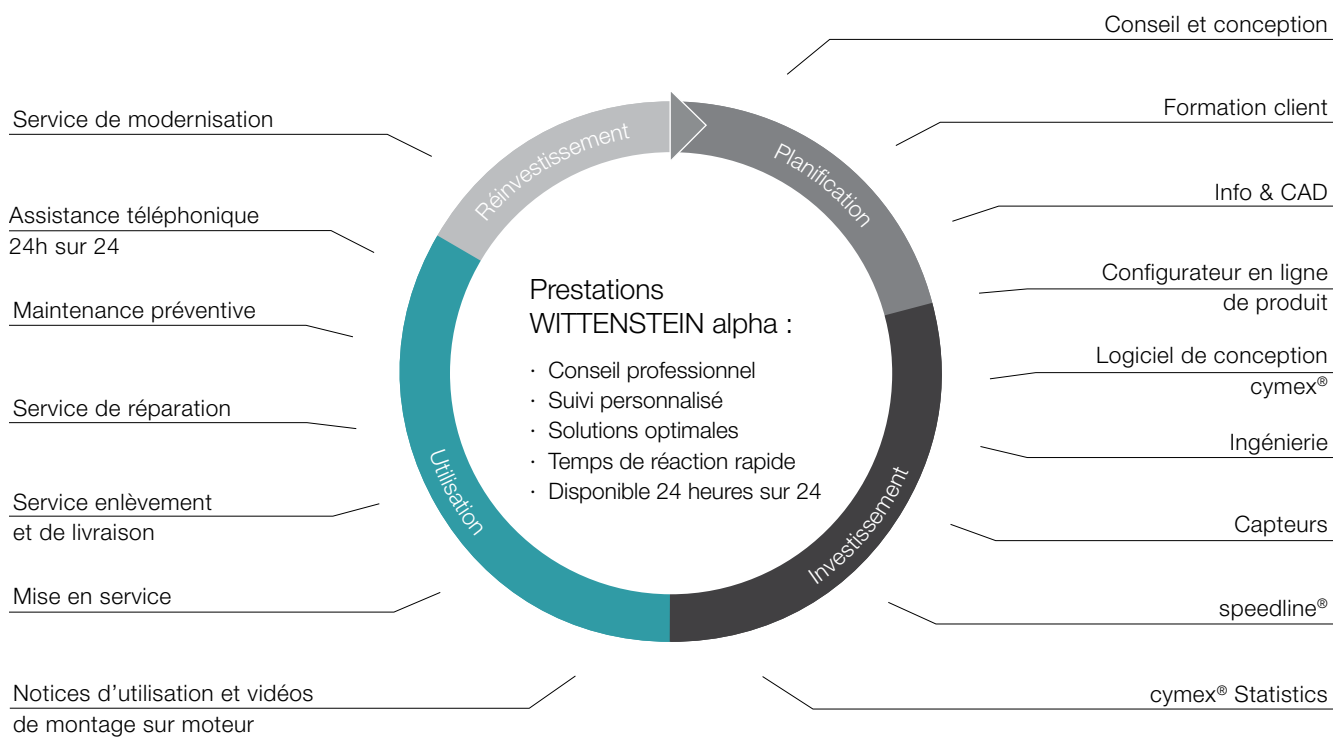 Conseil et conception
Formation client
Info & CAD
Configurateur en ligne
de produit
Logiciel de conception
cymex®
Ingénierie
Capteurs
speedline®
cymex® Statistics
Notices d’utilisation et vidéos
de montage sur moteur
Mise en service
Service enlèvement
et de livraison
Service de réparation
Maintenance préventive
Assistance téléphonique
24h sur 24
Service de modernisation
Planification
Investissement
Utilisation
Réinvestissement
Prestations
WITTENSTEIN alpha :
· Conseil professionnel
· Suivi personnalisé
· Solutions optimales
· Temps de réaction rapide
· Disponible 24 heures sur 24